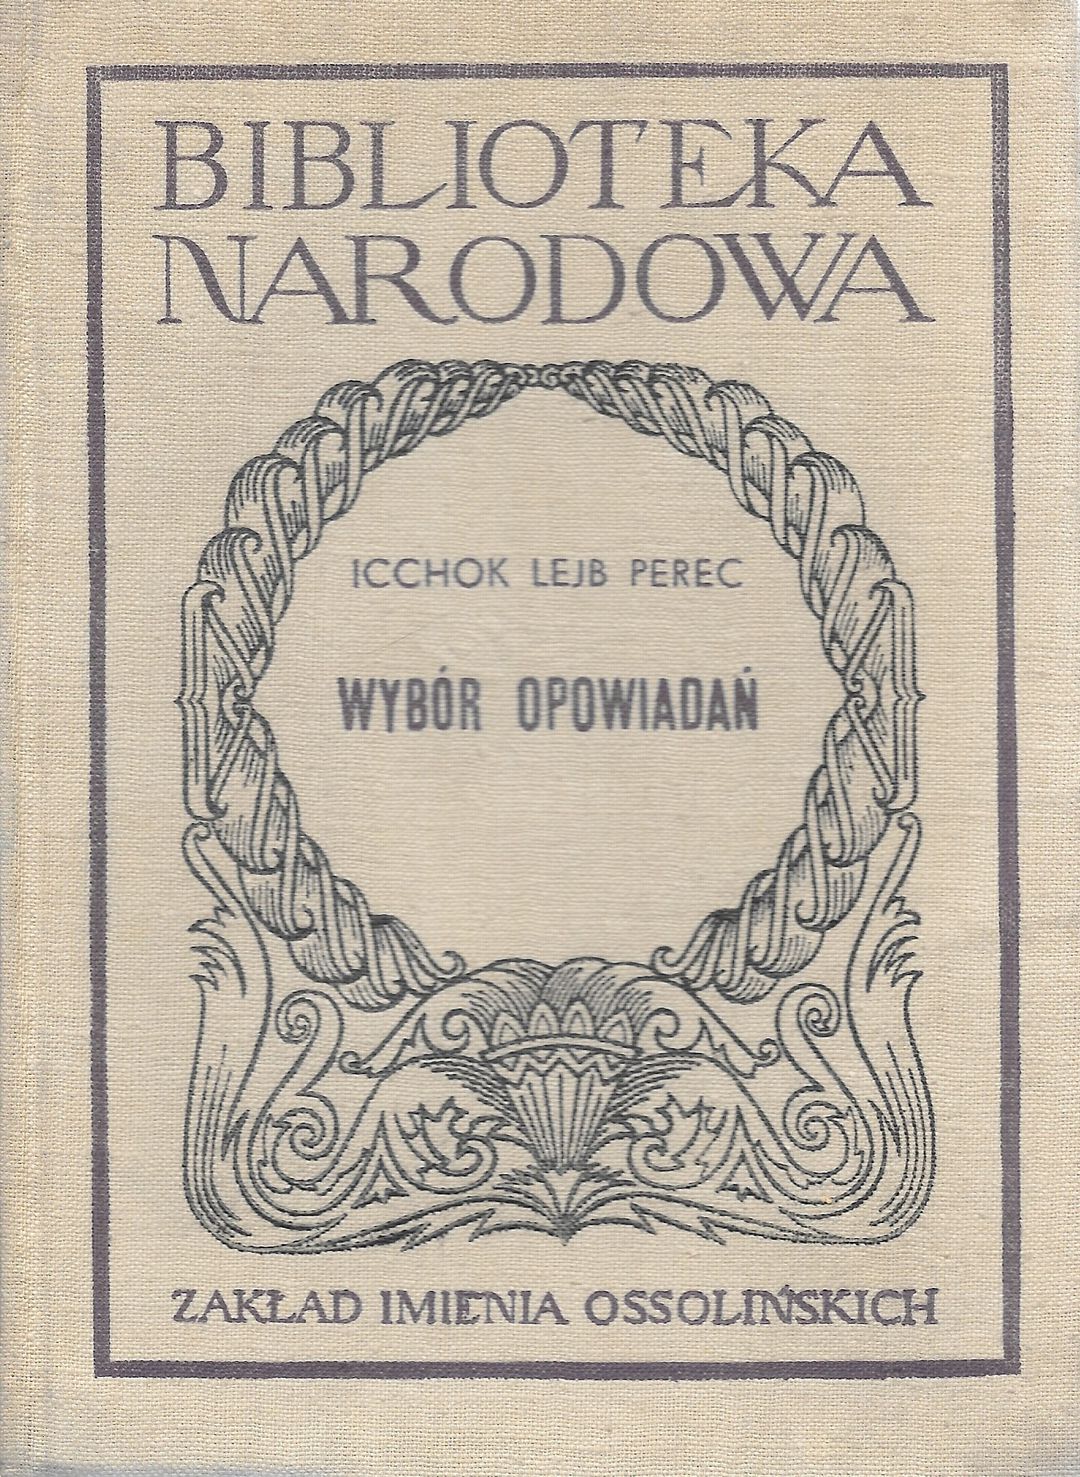 BIBLIOTEKA
NARODOWA
ICCHOK LEJB PEREC
WYBÓR OPOWIADAŃ
ZAKŁAD IMIENIA OSSOLIŃSKICH